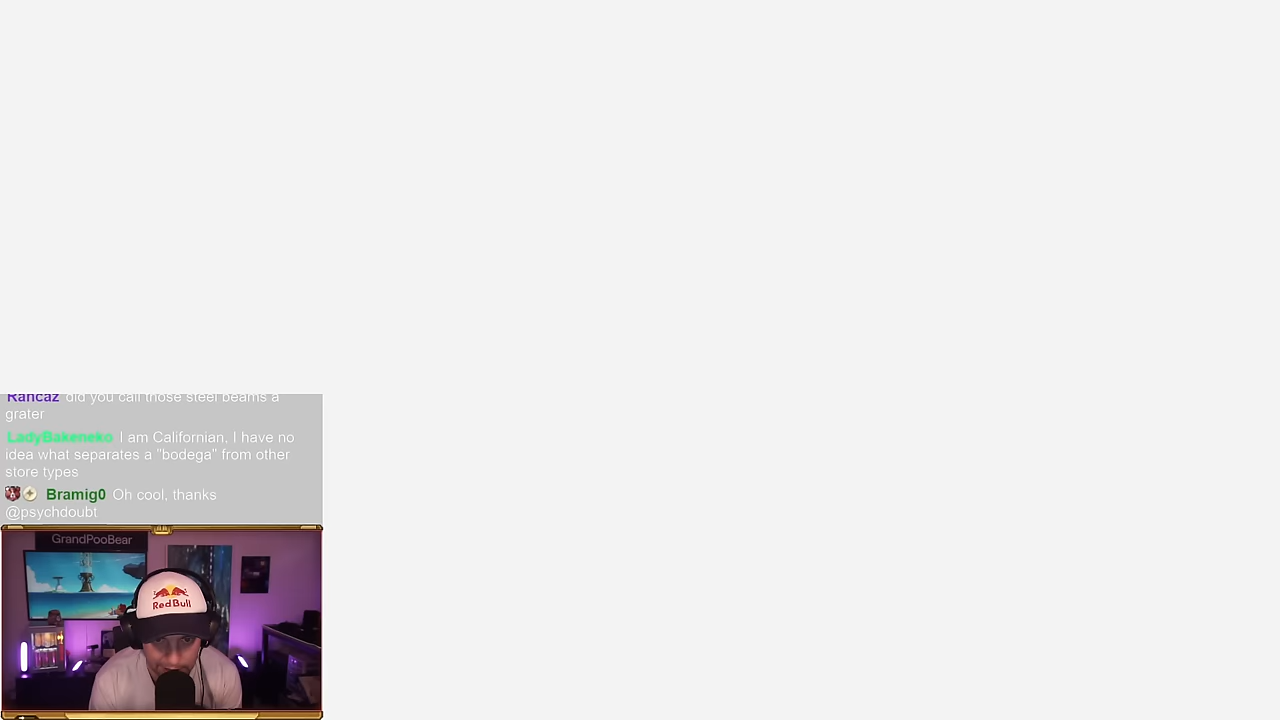 Rancaz did you call those steel beams a
grater
LadyBakeneko I am Californian, I have no
idea what separates a "bodega" from other
store types
Bramig0 Oh cool, thanks
@psychdoubt
GrandPooBear
Red Bull